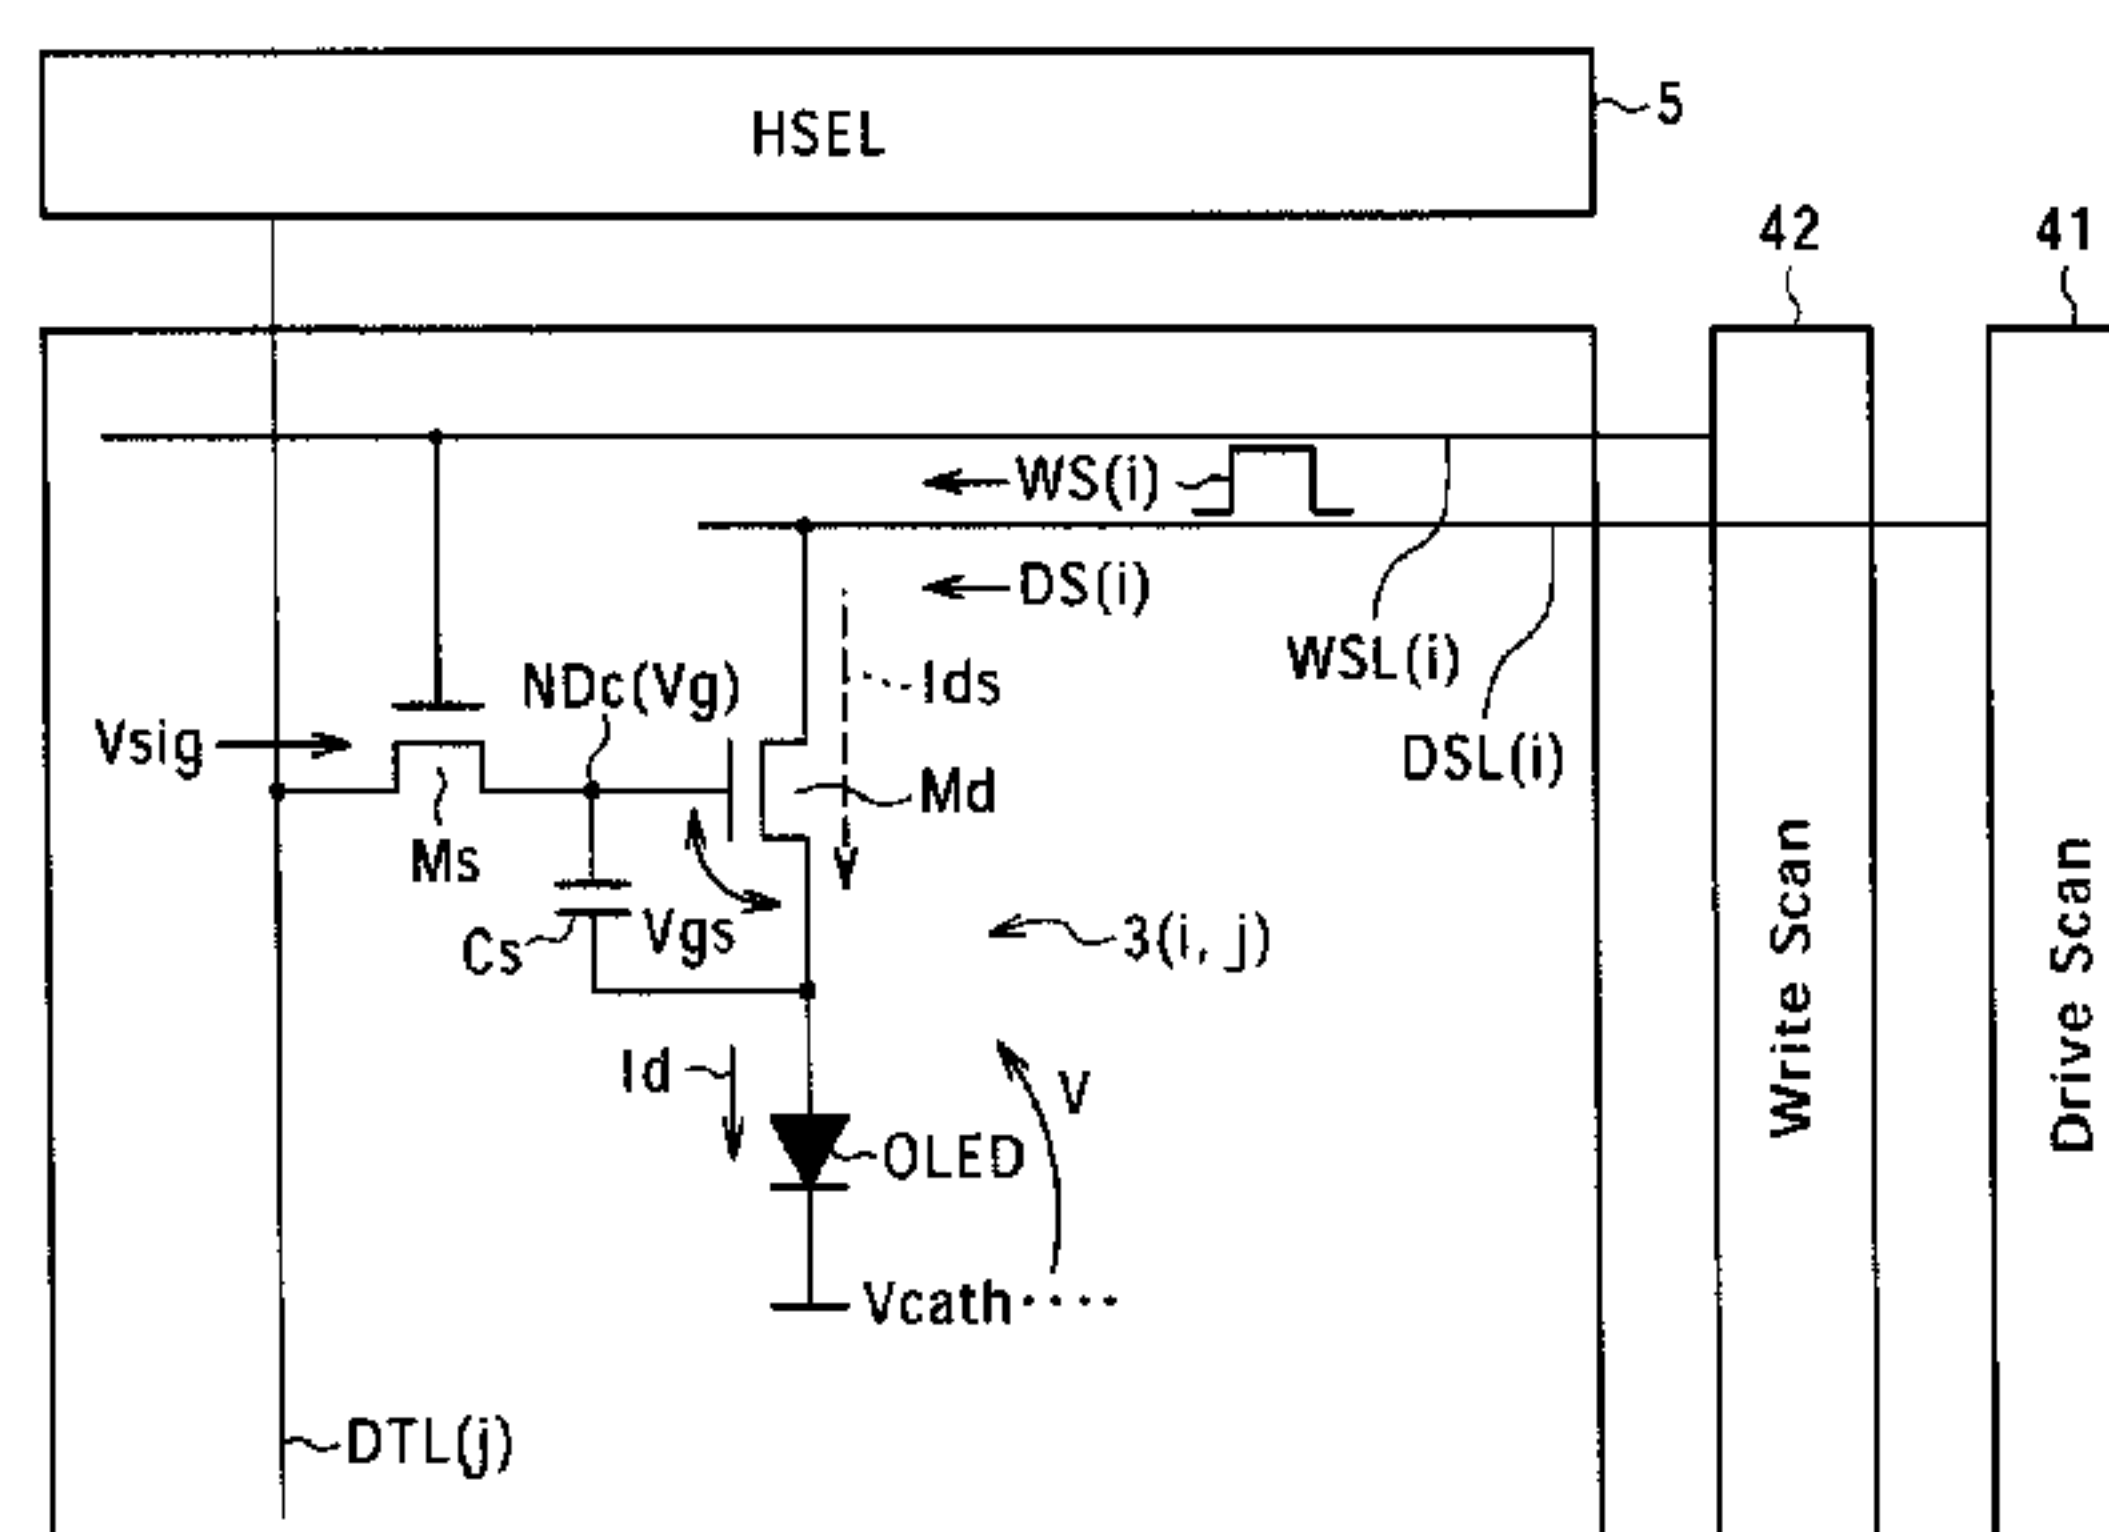 HSEL
5
42
41
WS(i)
DS(i)
WSL(i)
NDc(Vg)
Ids
Vsig
DSL(i)
Md
Ms
Vgs
Cs
3(i, j)
Write Scan
Drive Scan
Id
V
OLED
Vcath····
DTL(j)